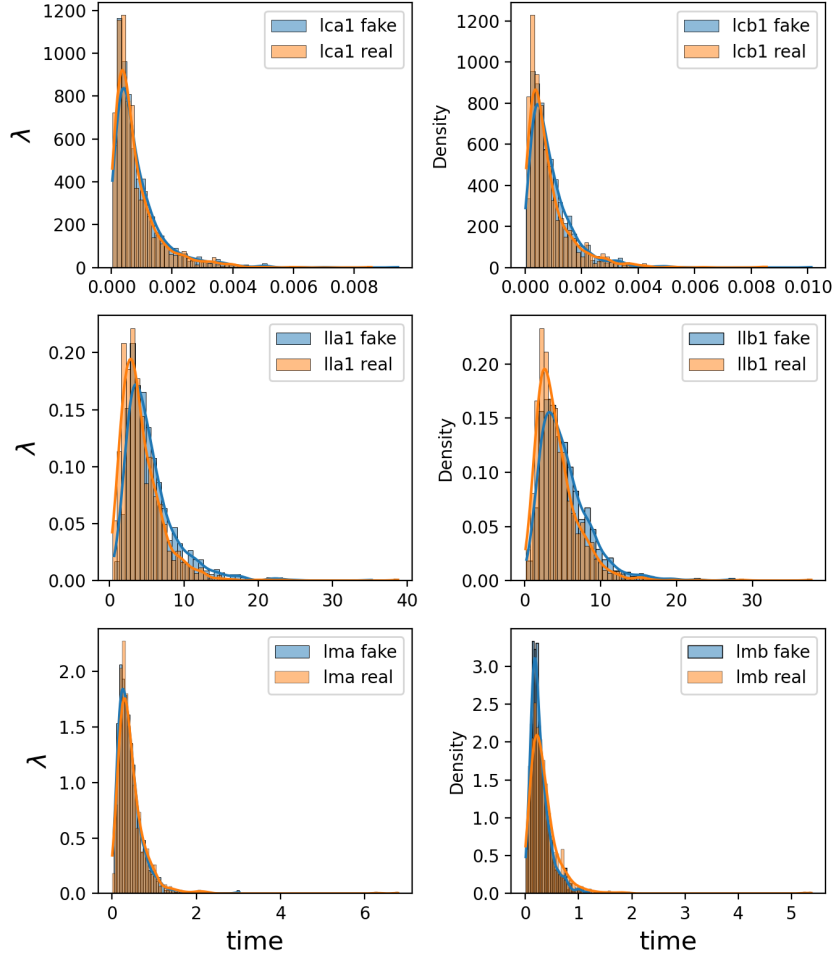 1200
1000
800
600
400
200
0
λ
lca1 fake
lca1 real
0.000 0.002 0.004 0.006 0.008
1200
1000
800
600
400
200
0
Density
lcb1 fake
lcb1 real
0.000 0.002 0.004 0.006 0.008 0.010
0.20
0.15
0.10
0.05
0.00
λ
lla1 fake
lla1 real
0 10 20 30 40
0.20
0.15
0.10
0.05
0.00
Density
llb1 fake
llb1 real
0 10 20 30
2.0
1.5
1.0
0.5
0.0
λ
lma fake
lma real
0 2 4 6
time
3.0
2.5
2.0
1.5
1.0
0.5
0.0
Density
lmb fake
lmb real
0 1 2 3 4 5
time